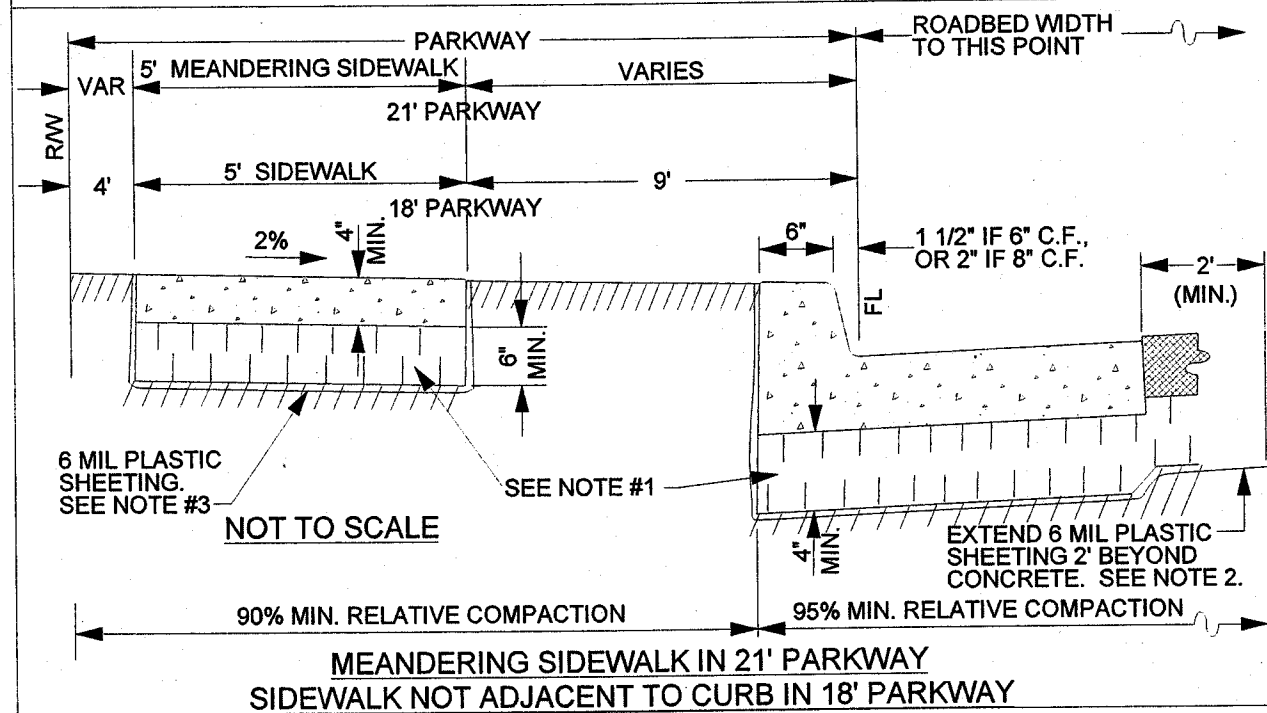 PARKWAY
ROADBED WIDTH
TO THIS POINT
VAR
5' MEANDERING SIDEWALK
VARIES
21' PARKWAY
R/W
4'
5' SIDEWALK
9'
18' PARKWAY
2%
4"
MIN.
6"
1 1/2" IF 6" C.F.,
OR 2" IF 8" C.F.
2'
(MIN.)
FL
6"
MIN.
6 MIL PLASTIC
SHEETING.
SEE NOTE #3
SEE NOTE #1
NOT TO SCALE
4"
MIN.
EXTEND 6 MIL PLASTIC
SHEETING 2' BEYOND
CONCRETE. SEE NOTE 2.
90% MIN. RELATIVE COMPACTION
95% MIN. RELATIVE COMPACTION
MEANDERING SIDEWALK IN 21' PARKWAY
SIDEWALK NOT ADJACENT TO CURB IN 18' PARKWAY